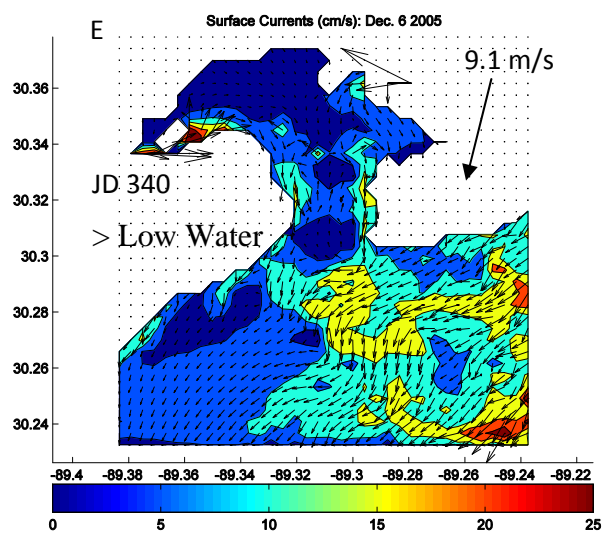 Surface Currents (cm/s): Dec. 6 2005
E
9.1 m/s
30.36
30.34
JD 340
30.32
> Low Water
30.3
30.28
30.26
30.24
-89.4 -89.38 -89.36 -89.34 -89.32 -89.3 -89.28 -89.26 -89.24 -89.22
0 5 10 15 20 25